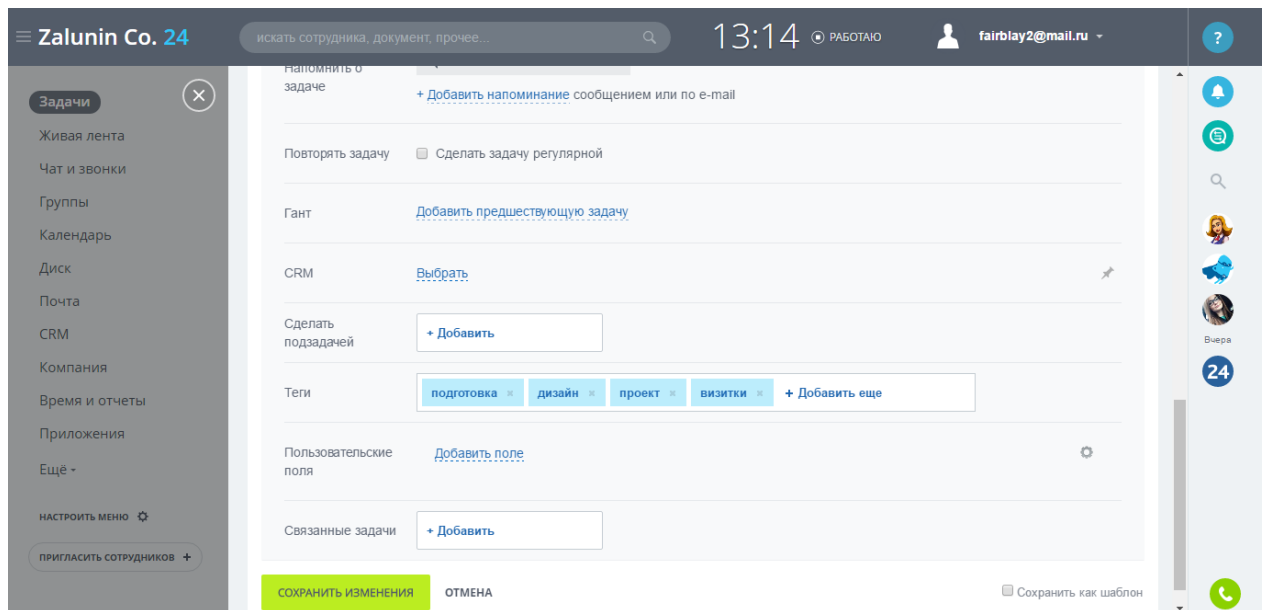 Zalunin Co. 24
искать сотрудника, документ, прочее...
13:14
РАБОТАЮ
fairblay2@mail.ru
?
Задачи
Живая лента
Чат и звонки
Группы
Календарь
Диск
Почта
CRM
Компания
Время и отчеты
Приложения
Ещё
НАСТРОИТЬ МЕНЮ
ПРИГЛАСИТЬ СОТРУДНИКОВ +
Напомнить о
задаче
+ Добавить напоминание сообщением или по e-mail
Повторять задачу
Сделать задачу регулярной
Гант
Добавить предшествующую задачу
CRM
Выбрать
Сделать
подзадачей
+ Добавить
Теги
подготовка × дизайн × проект × визитки × + Добавить еще
Пользовательские
поля
Добавить поле
Связанные задачи
+ Добавить
СОХРАНИТЬ ИЗМЕНЕНИЯ
ОТМЕНА
Сохранить как шаблон
Вчера
24